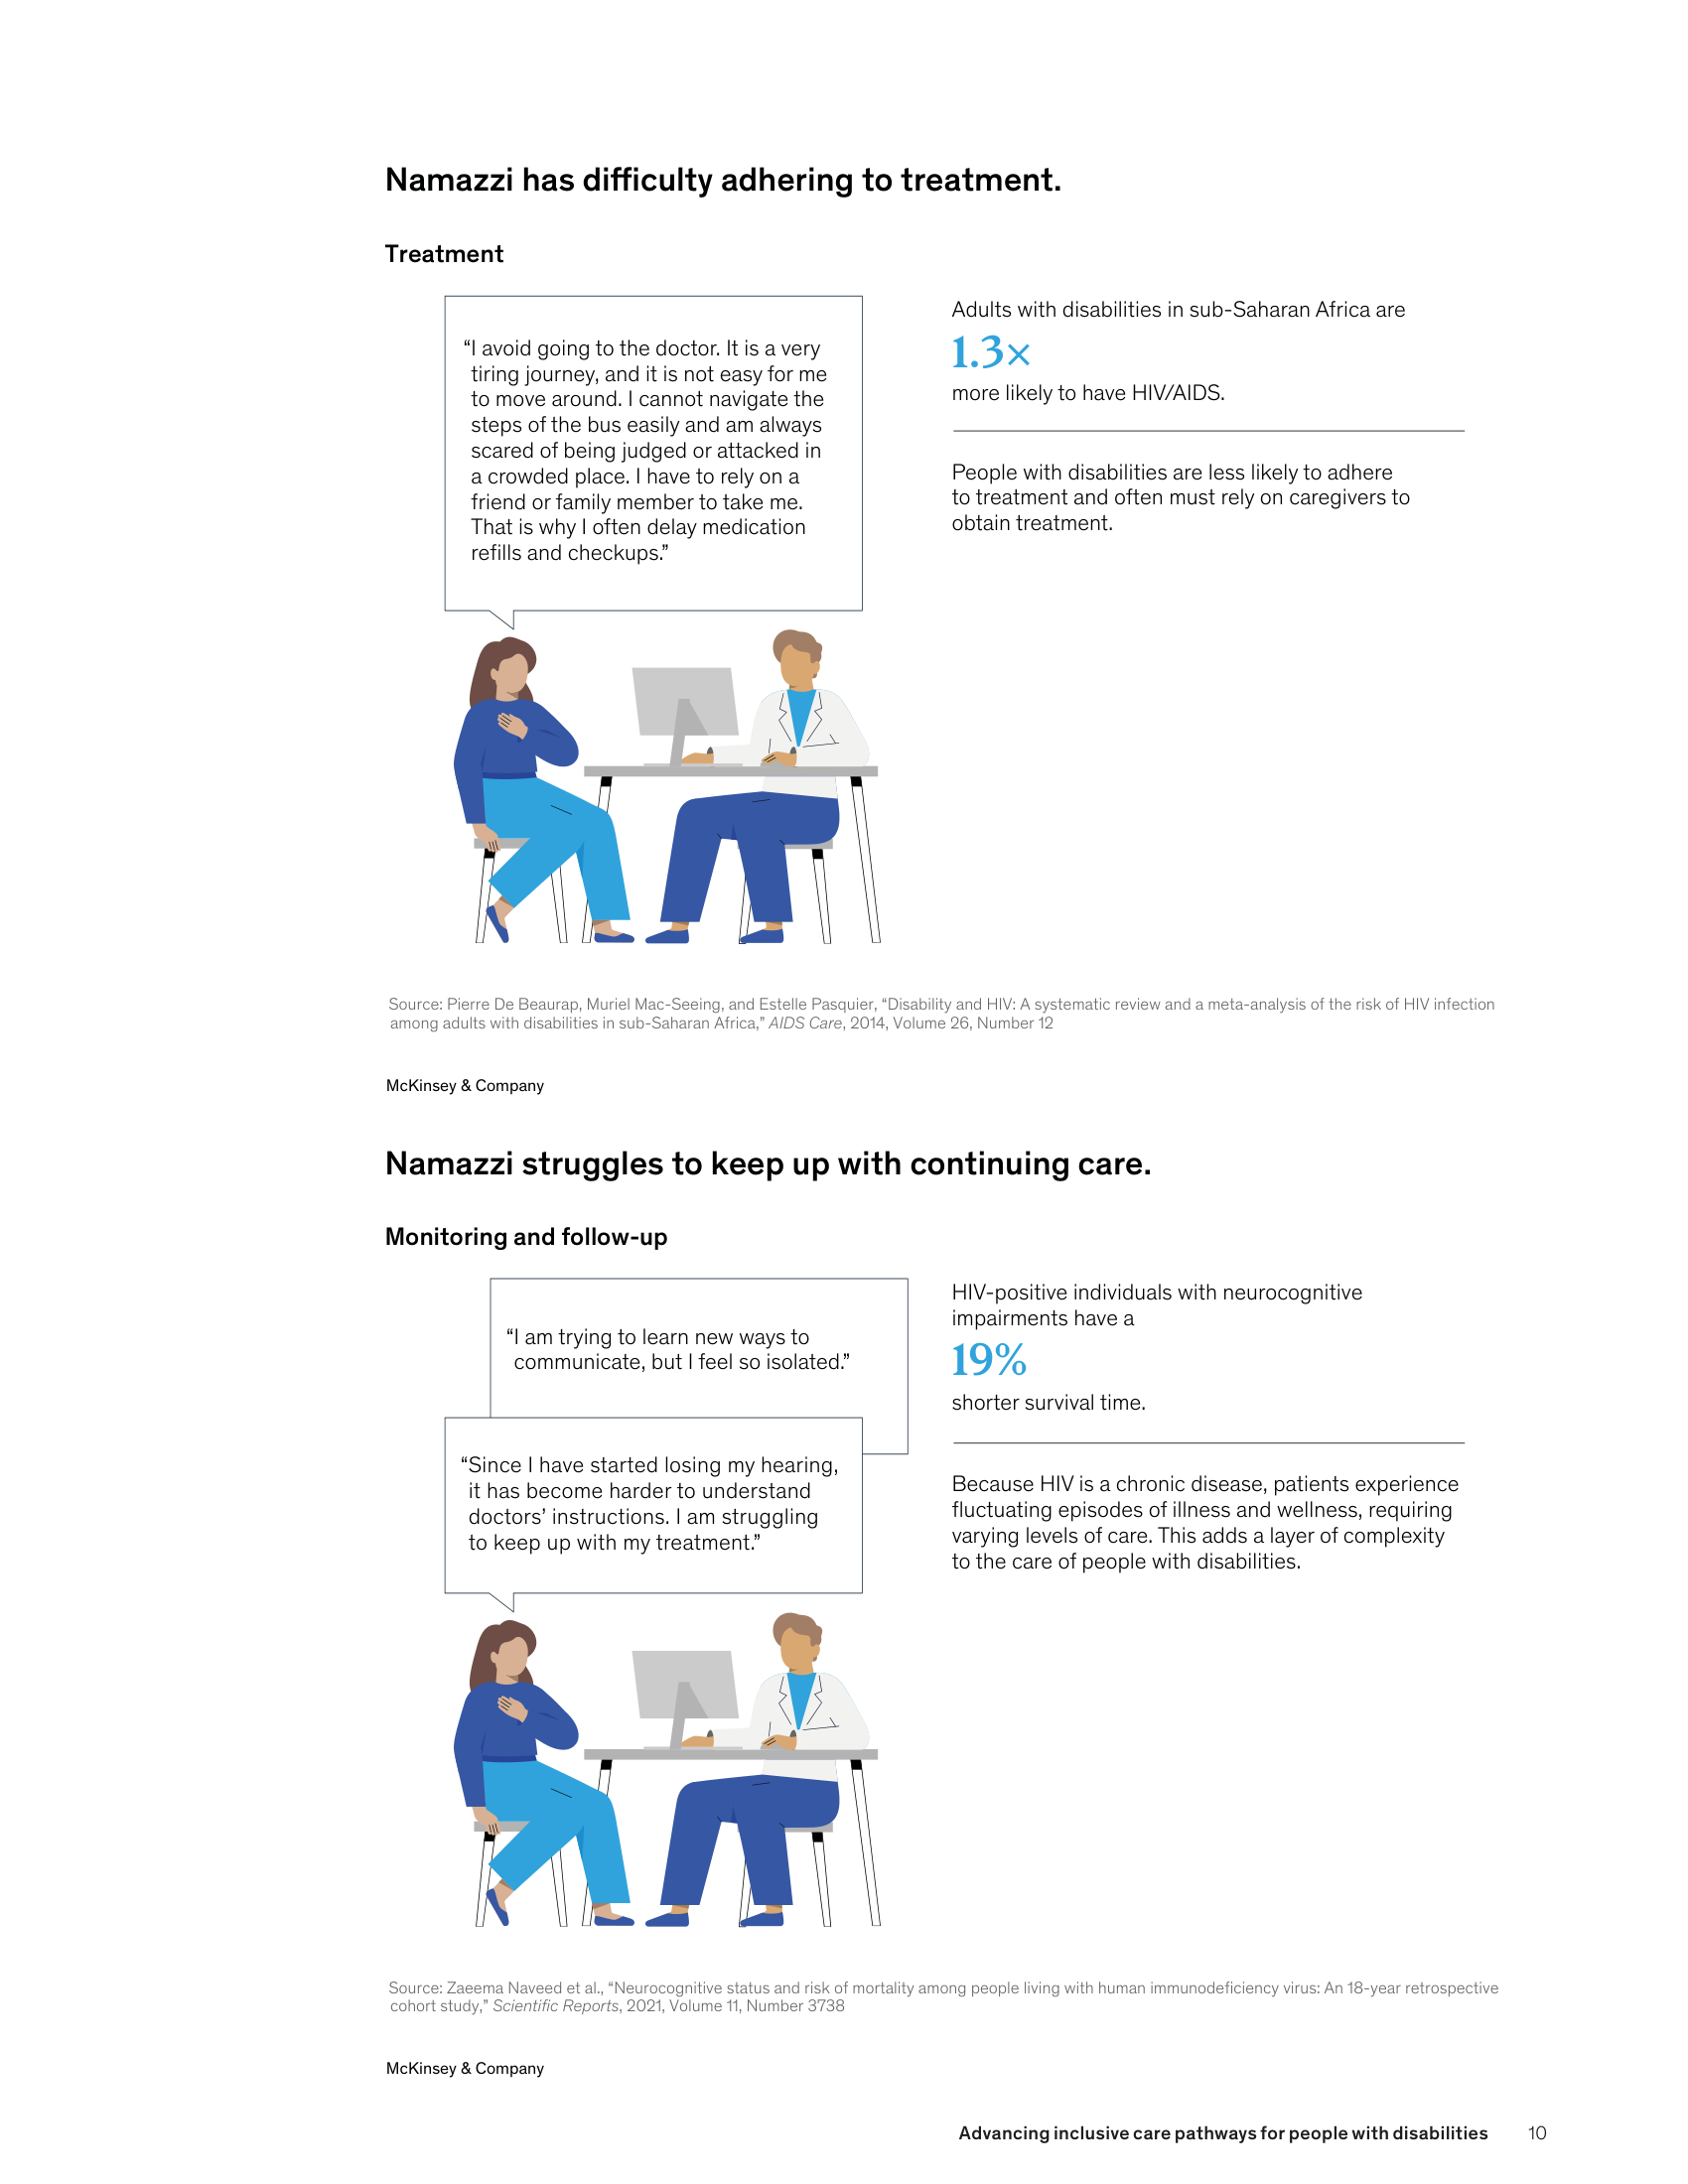 Namazzi has difficulty adhering to treatment.
Treatment
“I avoid going to the doctor. It is a very
tiring journey, and it is not easy for me
to move around. I cannot navigate the
steps of the bus easily and am always
scared of being judged or attacked in
a crowded place. I have to rely on a
friend or family member to take me.
That is why I often delay medication
refills and checkups.”
Adults with disabilities in sub-Saharan Africa are
1.3×
more likely to have HIV/AIDS.
People with disabilities are less likely to adhere
to treatment and often must rely on caregivers to
obtain treatment.
Source: Pierre De Beaurap, Muriel Mac-Seeing, and Estelle Pasquier, “Disability and HIV: A systematic review and a meta-analysis of the risk of HIV infection
among adults with disabilities in sub-Saharan Africa,” AIDS Care, 2014, Volume 26, Number 12
McKinsey & Company
Namazzi struggles to keep up with continuing care.
Monitoring and follow-up
“I am trying to learn new ways to
communicate, but I feel so isolated.”
“Since I have started losing my hearing,
it has become harder to understand
doctors’ instructions. I am struggling
to keep up with my treatment.”
HIV-positive individuals with neurocognitive
impairments have a
19%
shorter survival time.
Because HIV is a chronic disease, patients experience
fluctuating episodes of illness and wellness, requiring
varying levels of care. This adds a layer of complexity
to the care of people with disabilities.
Source: Zaeema Naveed et al., “Neurocognitive status and risk of mortality among people living with human immunodeficiency virus: An 18-year retrospective
cohort study,” Scientific Reports, 2021, Volume 11, Number 3738
McKinsey & Company
Advancing inclusive care pathways for people with disabilities 10